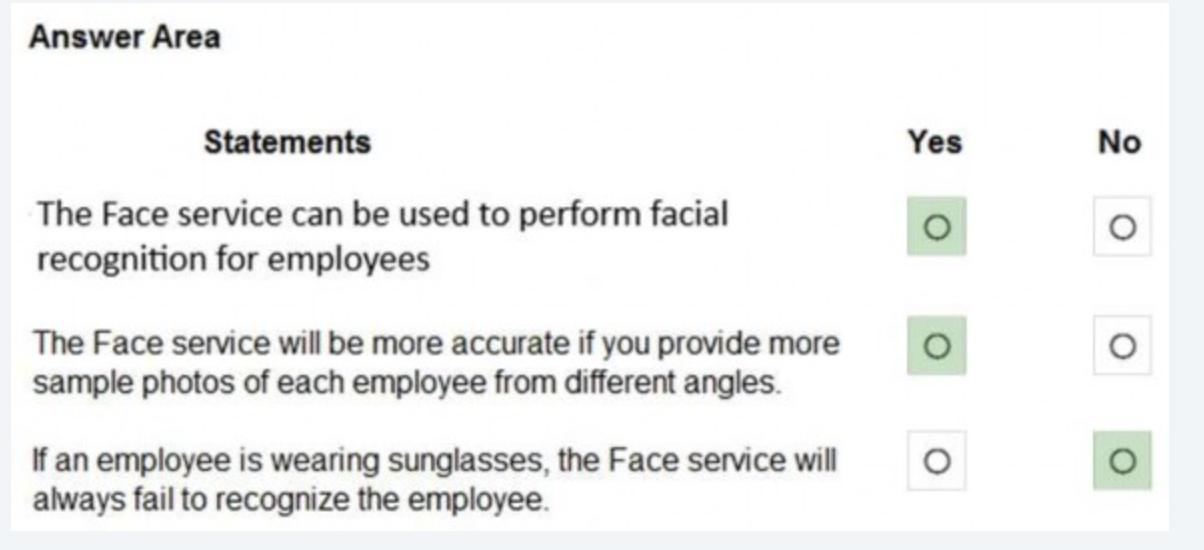 Answer Area
Statements Yes No
The Face service can be used to perform facial
recognition for employees
The Face service will be more accurate if you provide more
sample photos of each employee from different angles.
If an employee is wearing sunglasses, the Face service will
always fail to recognize the employee.